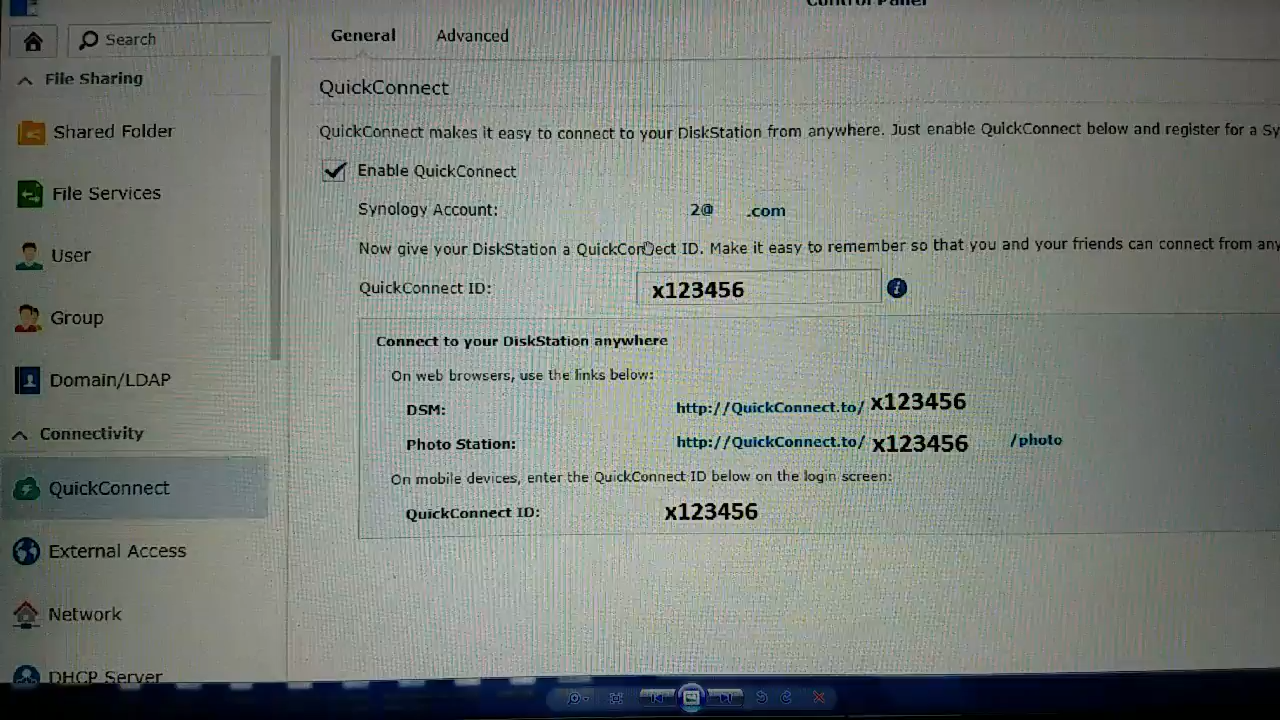 Search
File Sharing
Shared Folder
File Services
User
Group
Domain/LDAP
Connectivity
QuickConnect
External Access
Network
DHCP Server
Control Panel
General Advanced
QuickConnect
QuickConnect makes it easy to connect to your DiskStation from anywhere. Just enable QuickConnect below and register for a Sy
Enable QuickConnect
Synology Account: 2@ .com
Now give your DiskStation a QuickConnect ID. Make it easy to remember so that you and your friends can connect from any
QuickConnect ID: x123456
Connect to your DiskStation anywhere
On web browsers, use the links below:
DSM: http://QuickConnect.to/ x123456
Photo Station: http://QuickConnect.to/ x123456 /photo
On mobile devices, enter the QuickConnect ID below on the login screen:
QuickConnect ID: x123456